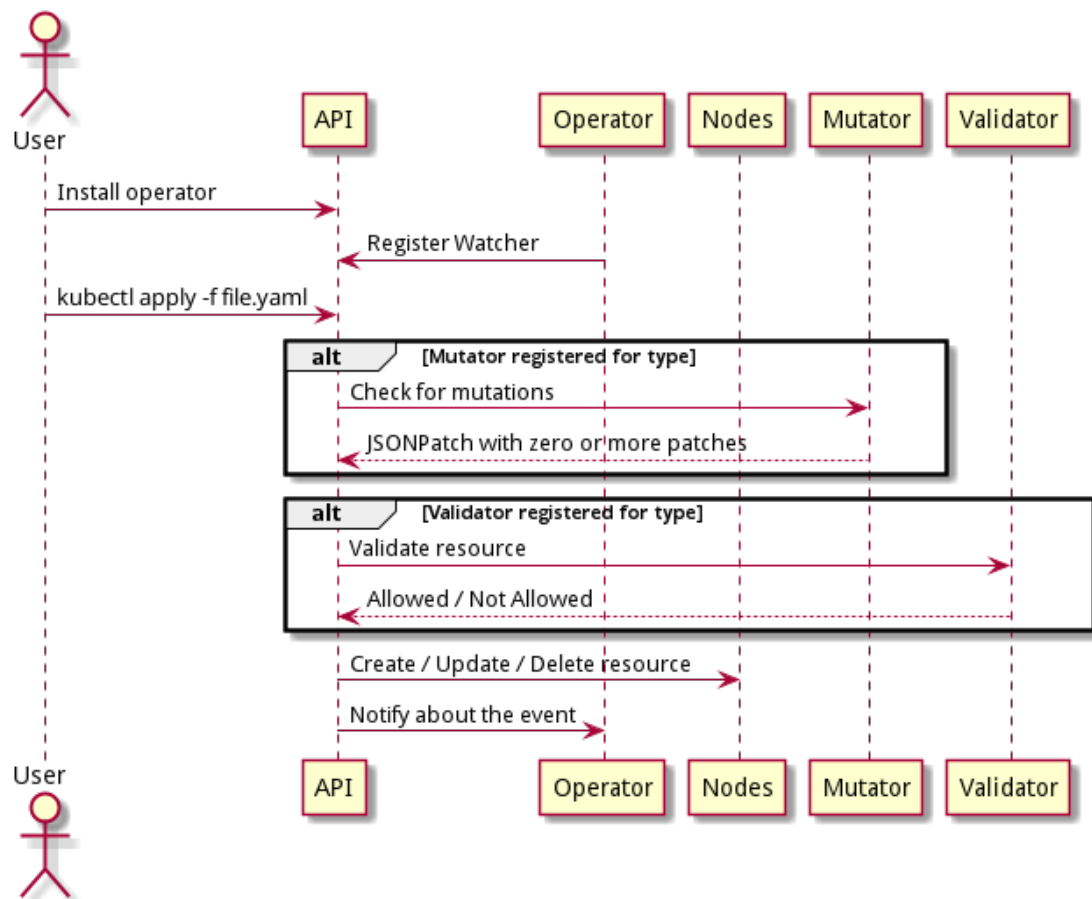 User
API
Operator
Nodes
Mutator
Validator
Install operator
Register Watcher
kubectl apply -f file.yaml
alt [Mutator registered for type]
Check for mutations
JSONPatch with zero or more patches
alt [Validator registered for type]
Validate resource
Allowed / Not Allowed
Create / Update / Delete resource
Notify about the event
User
API
Operator
Nodes
Mutator
Validator